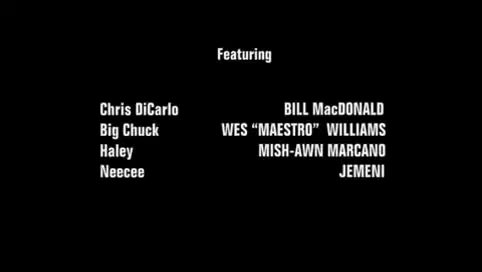 Featuring
Chris DiCarlo BILL MacDONALD
Big Chuck WES “MAESTRO” WILLIAMS
Haley MISH-AWN MARCANO
Neecee JEMENI